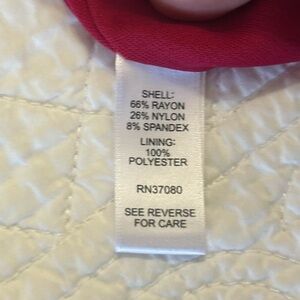 SHELL:
66% RAYON
26% NYLON
8% SPANDEX
LINING:
100%
POLYESTER
RN37080
SEE REVERSE
FOR CARE